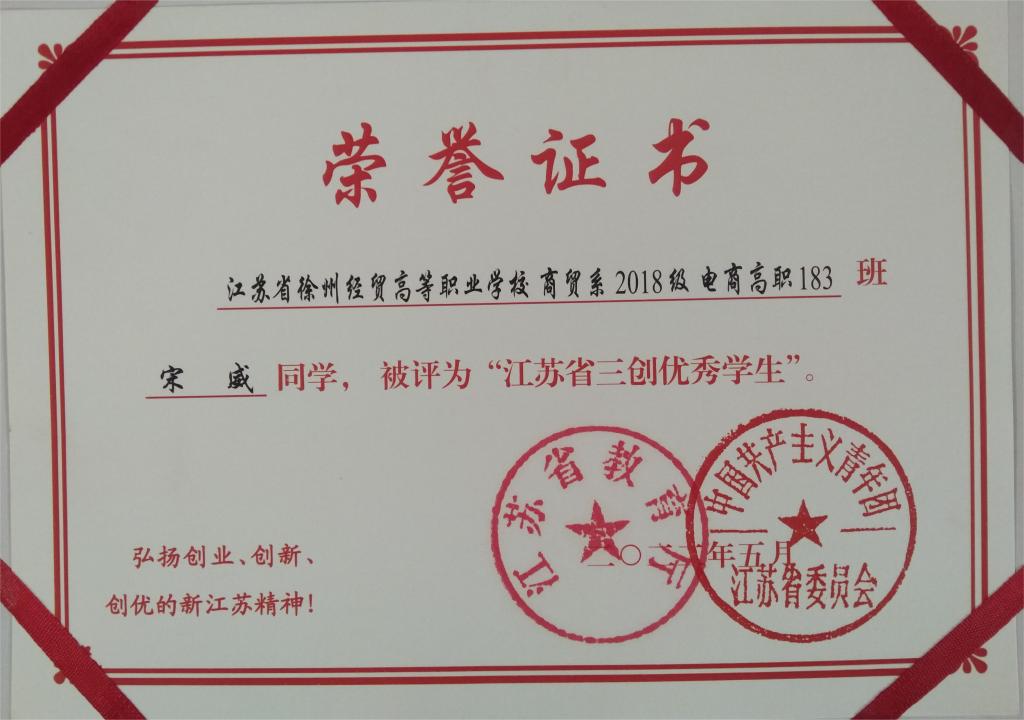 荣誉证书
江苏省徐州经贸高等职业学校 商贸系2018级 电商高职183 班
宋 威 同学, 被评为“江苏省三创优秀学生”。
江苏省教育厅
中国共产主义青年团
江苏省委员会
年五月
弘扬创业、创新、
创优的新江苏精神!